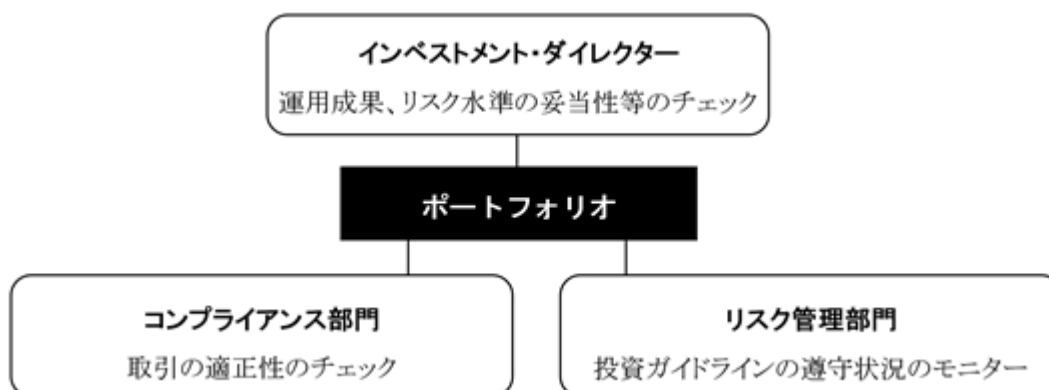 インベストメント・ダイレクター
運用成果、リスク水準の妥当性等のチェック
ポートフォリオ
コンプライアンス部門
取引の適正性のチェック
リスク管理部門
投資ガイドラインの遵守状況のモニター